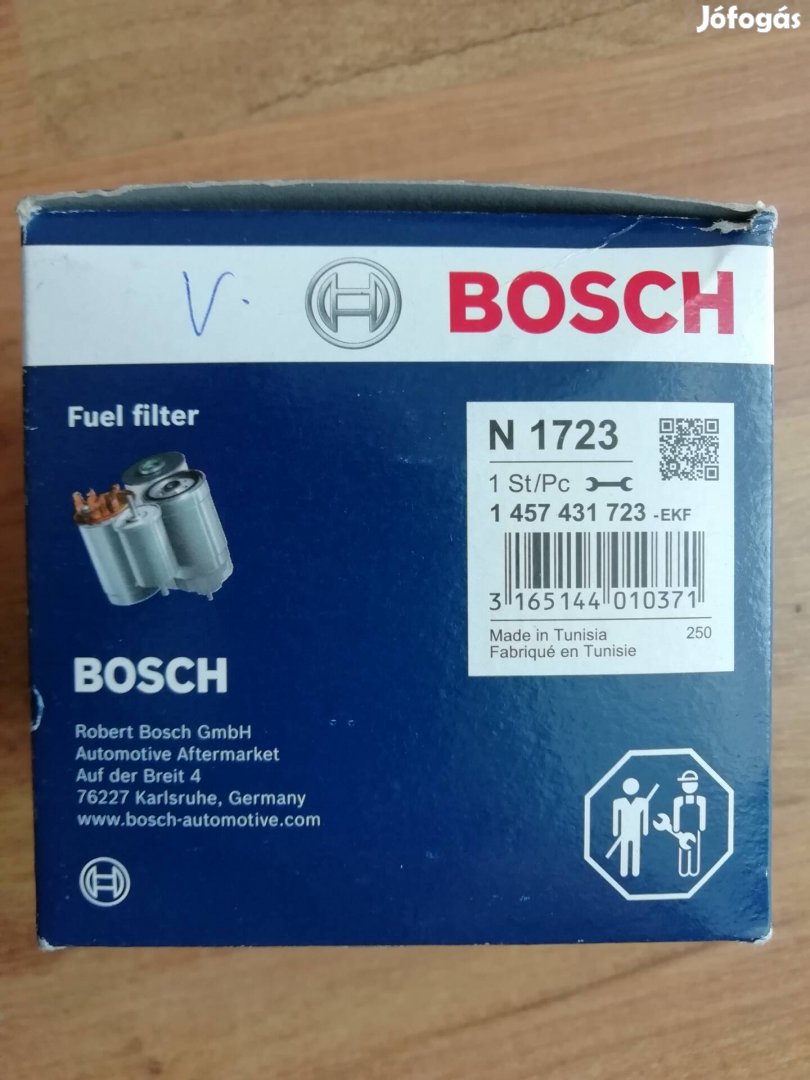 Jófogás
V.
BOSCH
Fuel filter
N 1723
1 St/Pc
1 457 431 723 -EKF
3 165144 010371
Made in Tunisia 250
Fabriqué en Tunisie
BOSCH
Robert Bosch GmbH
Automotive Aftermarket
Auf der Breit 4
76227 Karlsruhe, Germany
www.bosch-automotive.com